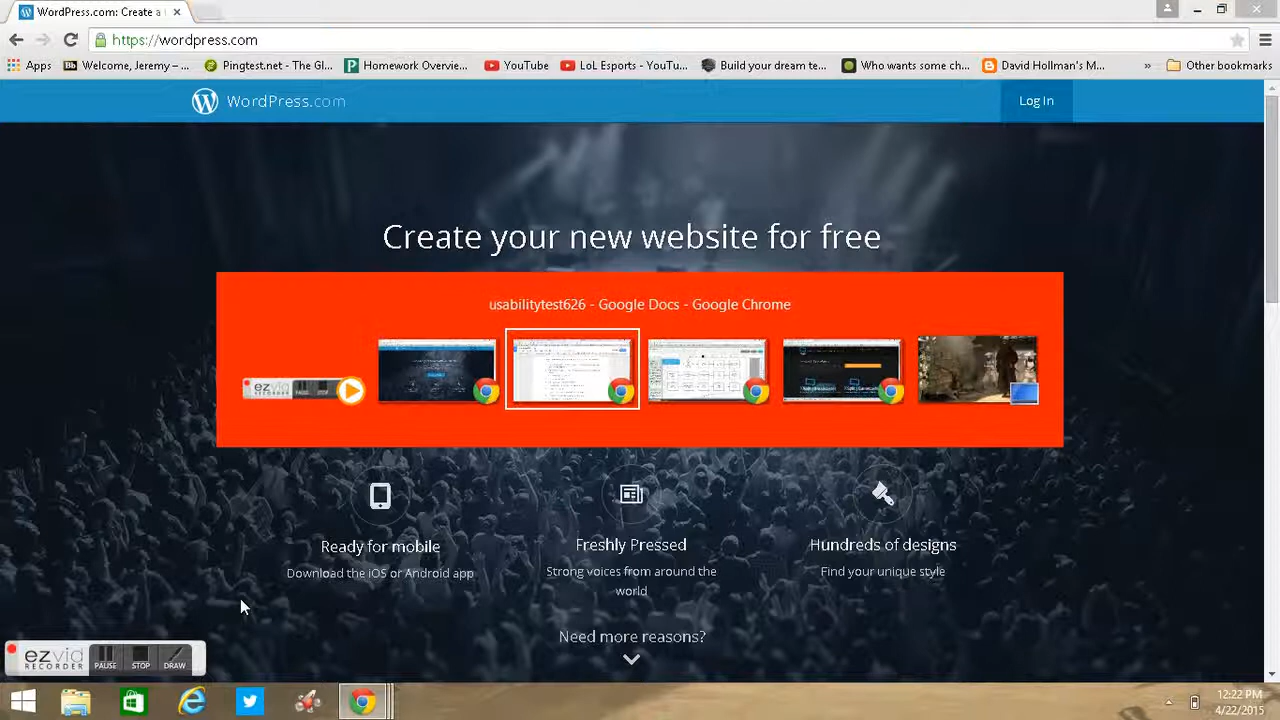 WordPress.com: Create a
https://wordpress.com
Apps
Welcome, Jeremy – ...
Pingtest.net - The Gl...
Homework Overve...
YouTube
LoL Esports - YouTu...
Build your dream te...
Who wants some ch...
David Hollman's M...
»
Other bookmarks
WordPress.com
Log In
Create your new website for free
usabilitytest626 - Google Docs - Google Chrome
Ready for mobile
Download the iOS or Android app
Freshly Pressed
Strong voices from around the
world
Hundreds of designs
Find your unique style
Need more reasons?
ezvid
RECORDER
PAUSE
STOP
DRAW
12:22 PM
4/22/2015